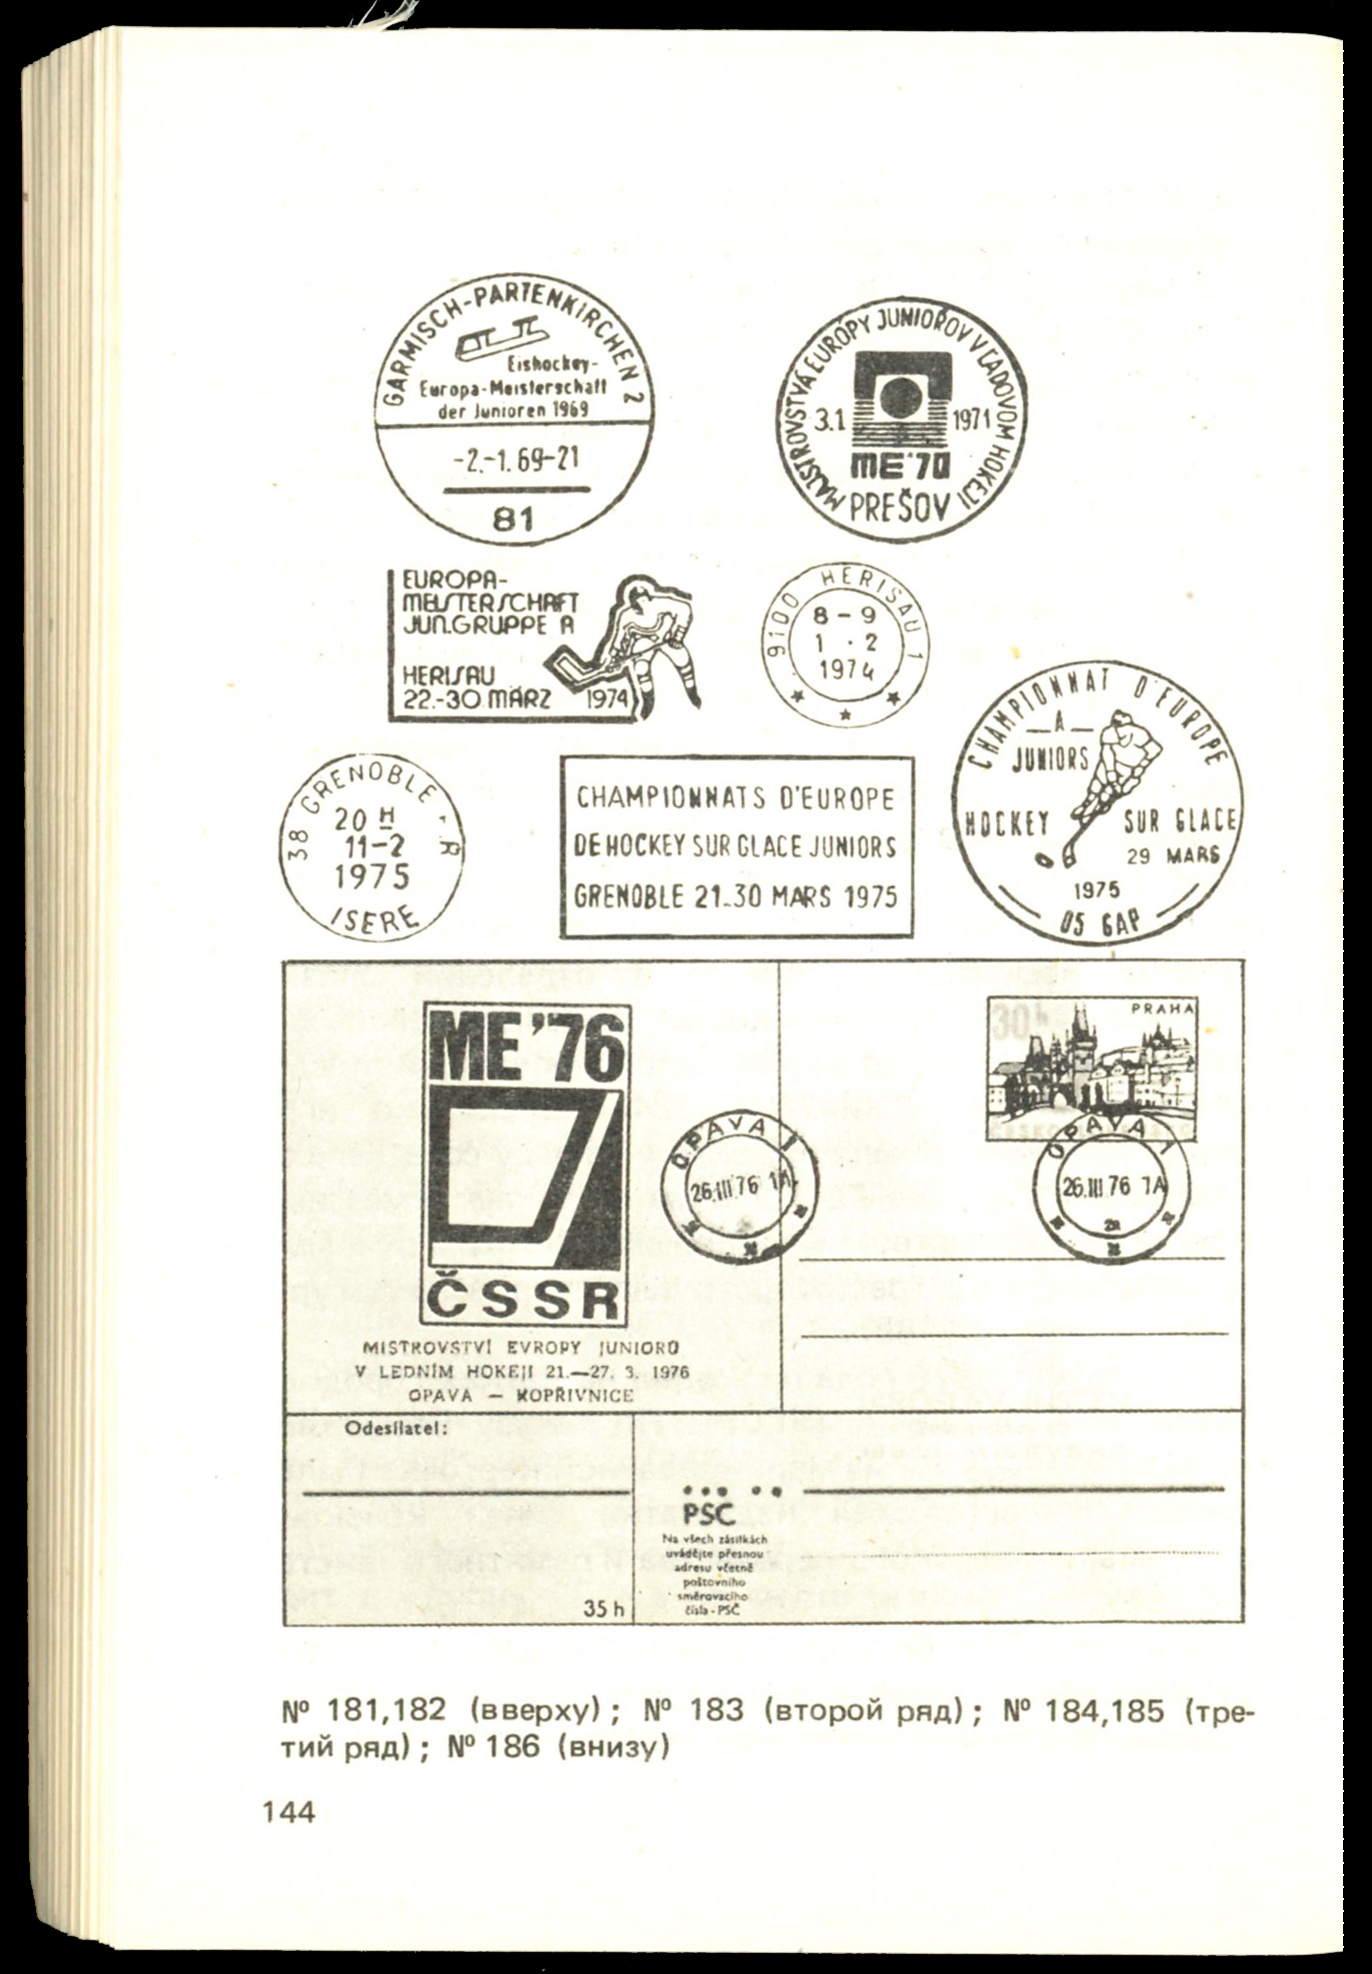 GARMISCH-PARTENKIRCHEN 2
Eishockey-
Europa-Meisterschaft
der Junioren 1969
-2.-1.69-21
81
MAJSTROVSTVÁ EURÓPY JUNIOROV V ĽADOVOM HOKEJI
3.1 1971
ME'70
PREŠOV
EUROPA-
MEISTERSCHAFT
JUN.GRUPPE A
HERISAU
22.-30.MÄRZ 1974
9100 HERISAU 1
8-9
1 . 2
1974
38 GRENOBLE - R
20 H
11-2
1975
ISERE
CHAMPIONNATS D'EUROPE
DE HOCKEY SUR GLACE JUNIORS
GRENOBLE 21-30 MARS 1975
CHAMPIONNAT D'EUROPE
A
JUNIORS
HOCKEY SUR GLACE
29 MARS
1975
05 GAP
ME '76
ČSSR
MISTROVSTVÍ EVROPY JUNIORŮ
V LEDNÍM HOKEJI 21.—27. 3. 1976
OPAVA — KOPŘIVNICE
OPAVA 1
26.III.76 1A
30h
PRAHA
OPAVA 1
26.III.76 1A
2a
Odesílatel:
35 h
PSČ
Na všech zásilkách
uvádějte přesnou
adresu včetně
poštovního
směrovacího
čísla - PSČ
№ 181,182 (вверху); № 183 (второй ряд); № 184,185 (тре-
тий ряд); № 186 (внизу)
144